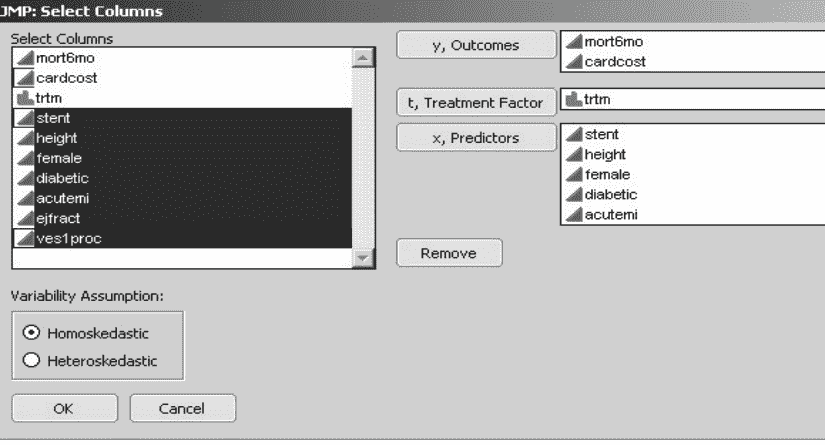 JMP: Select Columns
Select Columns
mort6mo
cardcost
trtm
stent
height
female
diabetic
acutemi
ejfract
ves1proc
y, Outcomes
mort6mo
cardcost
t, Treatment Factor
trtm
x, Predictors
stent
height
female
diabetic
acutemi
Remove
Variability Assumption:
Homoskedastic
Heteroskedastic
OK
Cancel